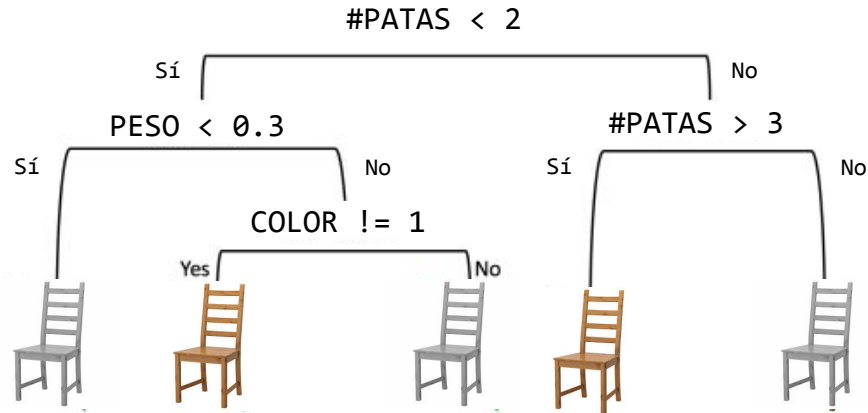 #PATAS < 2
Sí
No
PESO < 0.3
#PATAS > 3
Sí
No
Sí
No
COLOR != 1
Yes
No